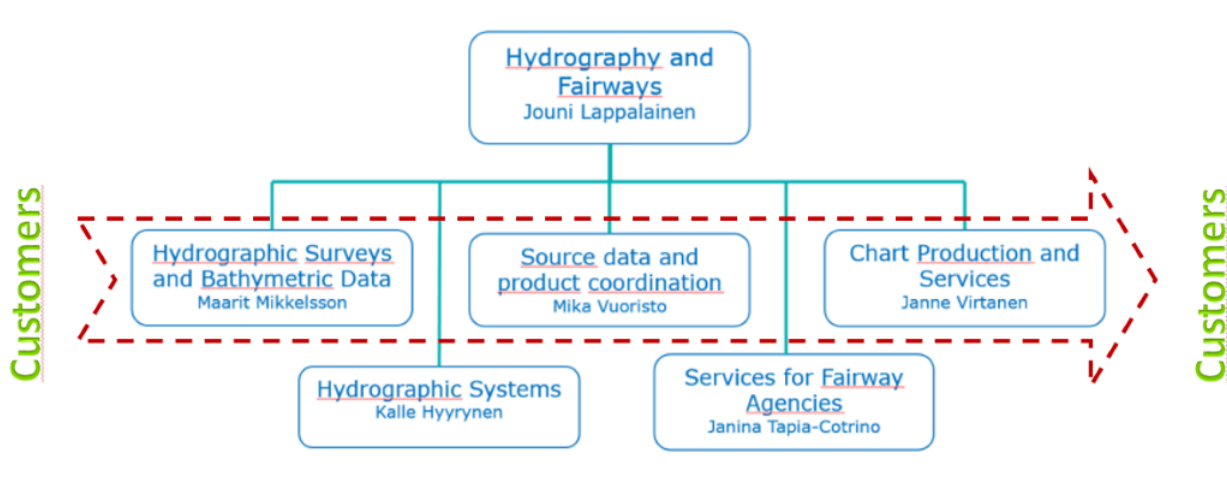 Hydrography and
Fairways
Jouni Lappalainen
Customers
Hydrographic Surveys
and Bathymetric Data
Maarit Mikkelsson
Source data and
product coordination
Mika Vuoristo
Chart Production and
Services
Janne Virtanen
Customers
Hydrographic Systems
Kalle Hyyrynen
Services for Fairway
Agencies
Janina Tapia-Cotrino